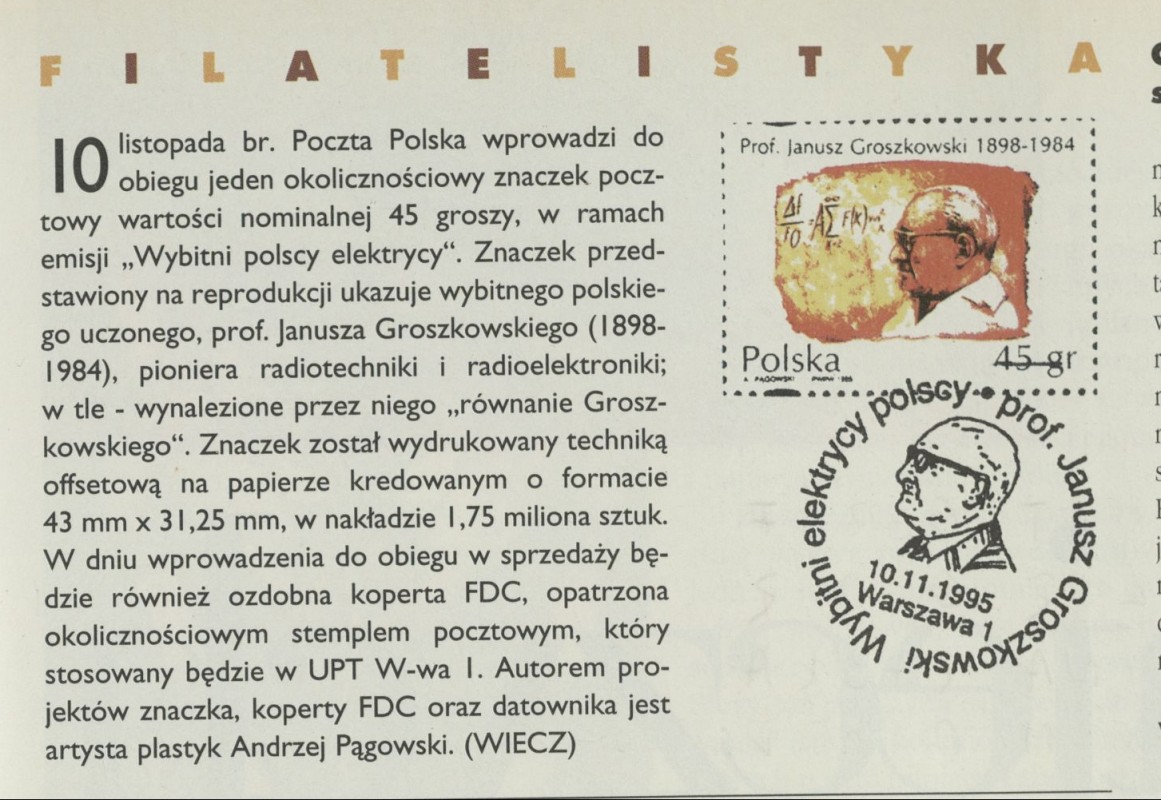 FILATELISTYKA
10 listopada br. Poczta Polska wprowadzi do
obiegu jeden okolicznościowy znaczek pocz-
towy wartości nominalnej 45 groszy, w ramach
emisji „Wybitni polscy elektrycy“. Znaczek przed-
stawiony na reprodukcji ukazuje wybitnego polskie-
go uczonego, prof. Janusza Groszkowskiego (1898-
1984), pioniera radiotechniki i radioelektroniki;
w tle - wynalezione przez niego „równanie Grosz-
kowskiego“. Znaczek został wydrukowany techniką
offsetową na papierze kredowanym o formacie
43 mm x 31,25 mm, w nakładzie 1,75 miliona sztuk.
W dniu wprowadzenia do obiegu w sprzedaży bę-
dzie również ozdobna koperta FDC, opatrzona
okolicznościowym stemplem pocztowym, który
stosowany będzie w UPT W-wa 1. Autorem pro-
jektów znaczka, koperty FDC oraz datownika jest
artysta plastyk Andrzej Pągowski. (WIECZ)
Prof. Janusz Groszkowski 1898-1984
Polska 45 gr
A. PĄGOWSKI
Wybitni elektrycy polscy • prof. Janusz Groszkowski
10.11.1995
Warszawa 1